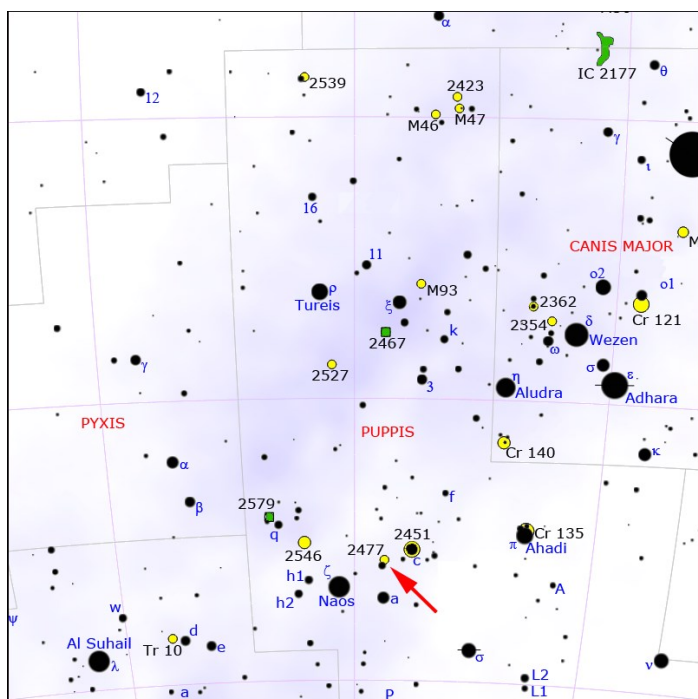 α
IC 2177
θ
2539
2423
12
M46
M47
γ
ι
16
CANIS MAJOR
M
11
ρ
Tureis
ξ
M93
o2
o1
2362
2354
Cr 121
δ
Wezen
ω
2467
k
γ
2527
3
η
Aludra
σ
ε
Adhara
PYXIS
PUPPIS
Cr 140
κ
α
β
f
2579
q
2546
2477
2451
c
π
Cr 135
Ahadi
h1
h2
ζ
Naos
a
A
ψ
w
Al Suhail
λ
Tr 10
d
e
σ
ν
a
p
L2
L1